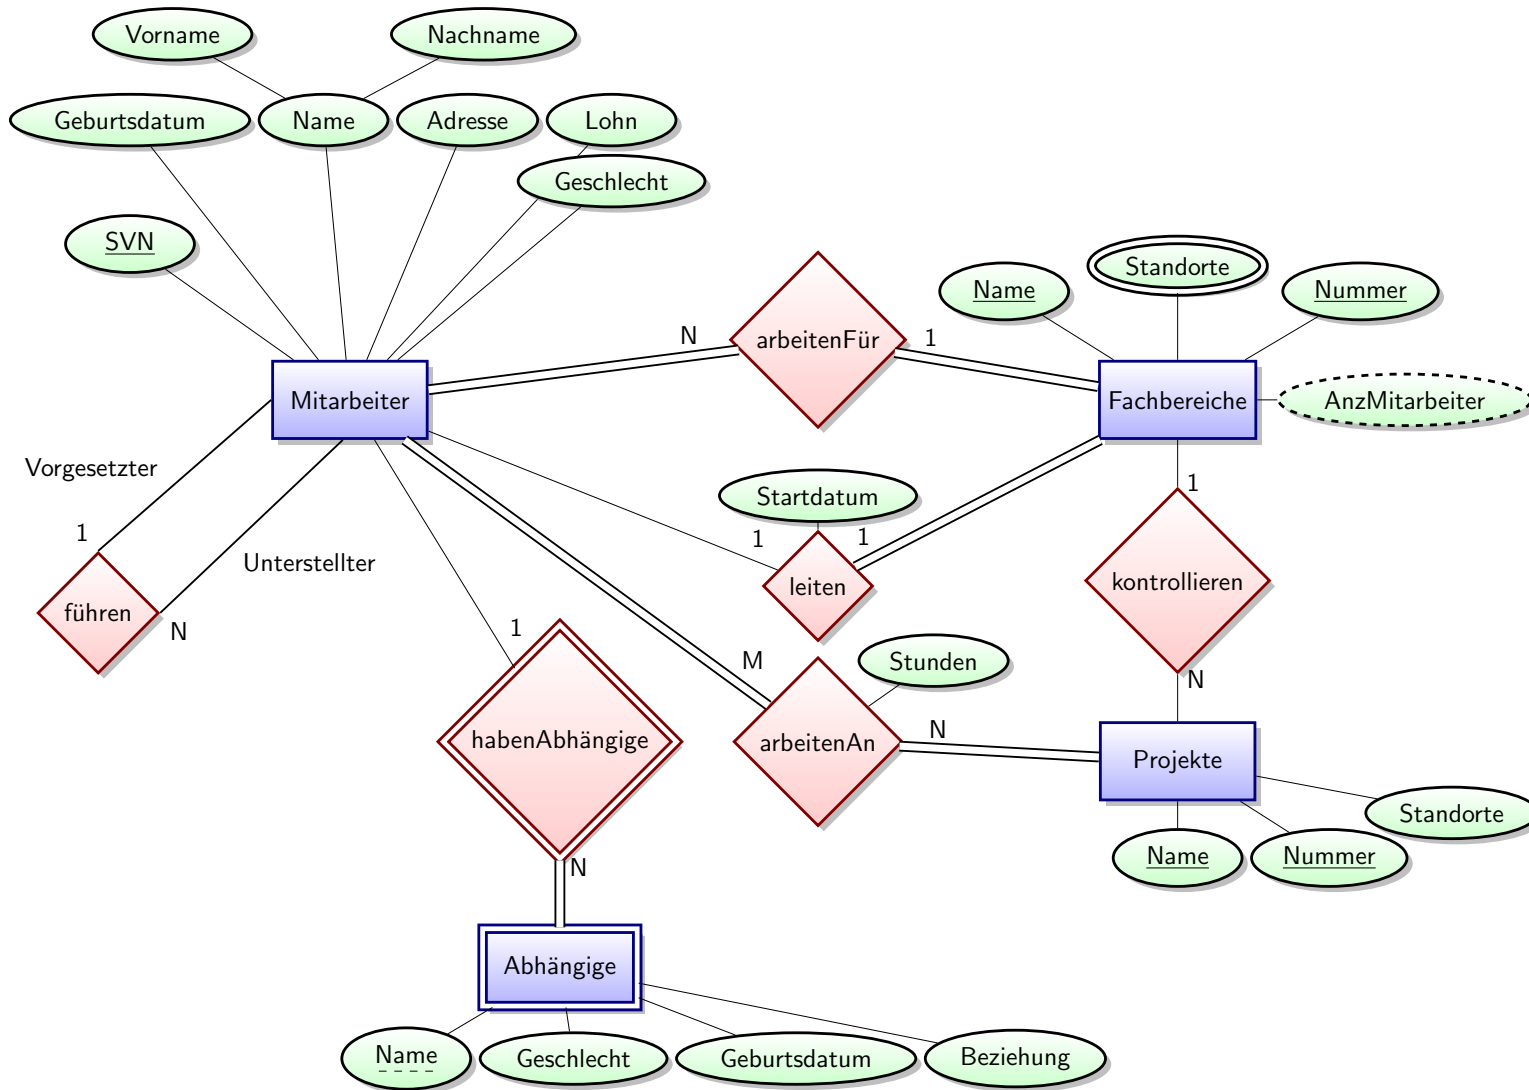 Vorname
Nachname
Geburtsdatum
Name
Adresse
Lohn
Geschlecht
SVN
Name
Standorte
Nummer
N
arbeitenFür
1
Mitarbeiter
Fachbereiche
AnzMitarbeiter
Vorgesetzter
1
Unterstellter
führen
N
Startdatum
1
1
leiten
1
kontrollieren
N
1
habenAbhängige
N
M
Stunden
arbeitenAn
N
Projekte
Standorte
Name
Nummer
Abhängige
Name
Geschlecht
Geburtsdatum
Beziehung